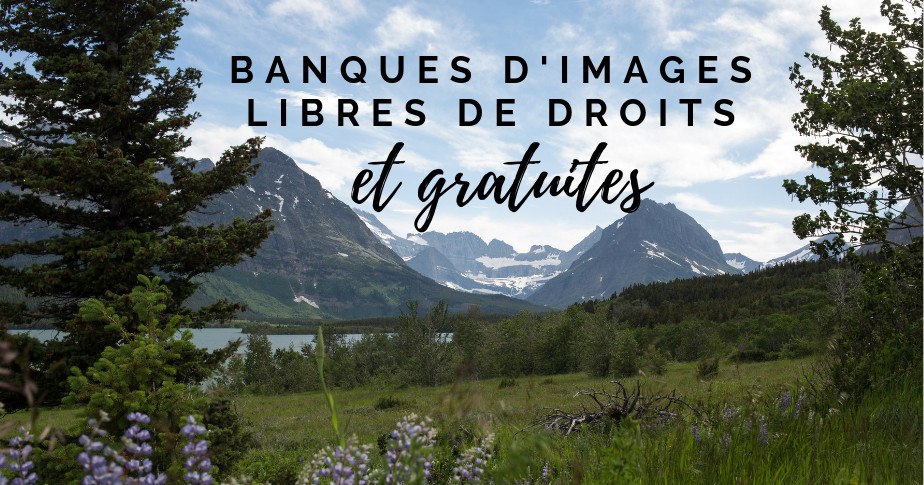 BANQUES D'IMAGES
LIBRES DE DROITS
et gratuites